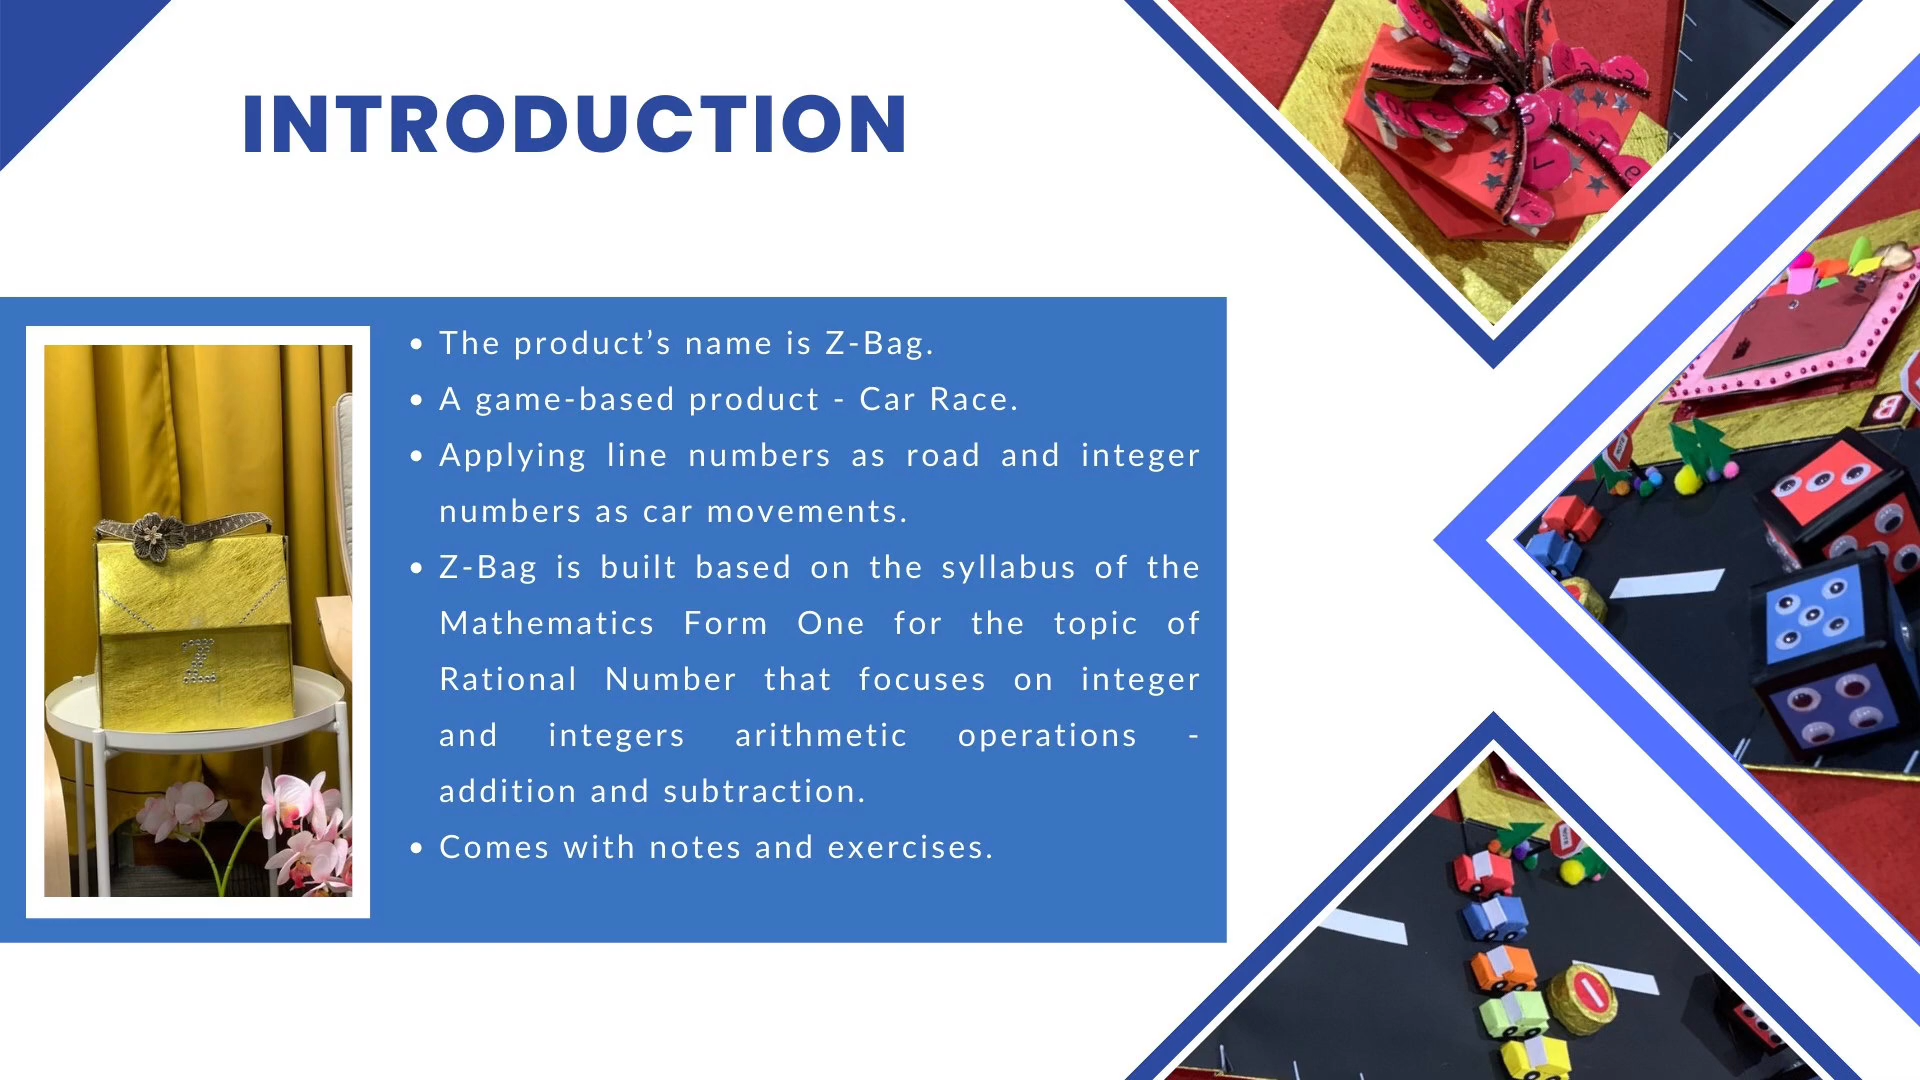 INTRODUCTION
• The product’s name is Z-Bag.
• A game-based product - Car Race.
• Applying line numbers as road and integer
numbers as car movements.
• Z-Bag is built based on the syllabus of the
Mathematics Form One for the topic of
Rational Number that focuses on integer
and integers arithmetic operations -
addition and subtraction.
• Comes with notes and exercises.
Z
B